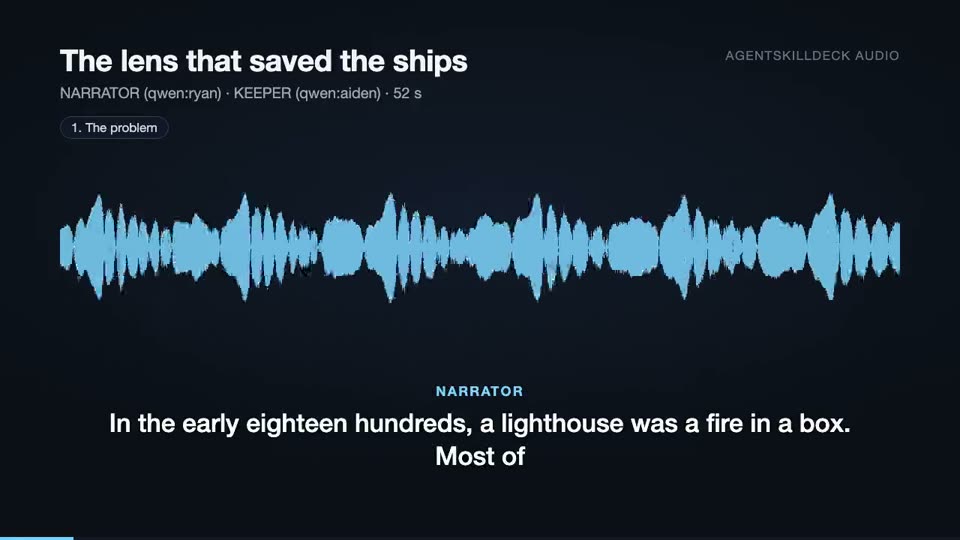 The lens that saved the ships
AGENTSKILLDECK AUDIO
NARRATOR (qwen:ryan) · KEEPER (qwen:aiden) · 52 s
1. The problem
NARRATOR
In the early eighteen hundreds, a lighthouse was a fire in a box.
Most of